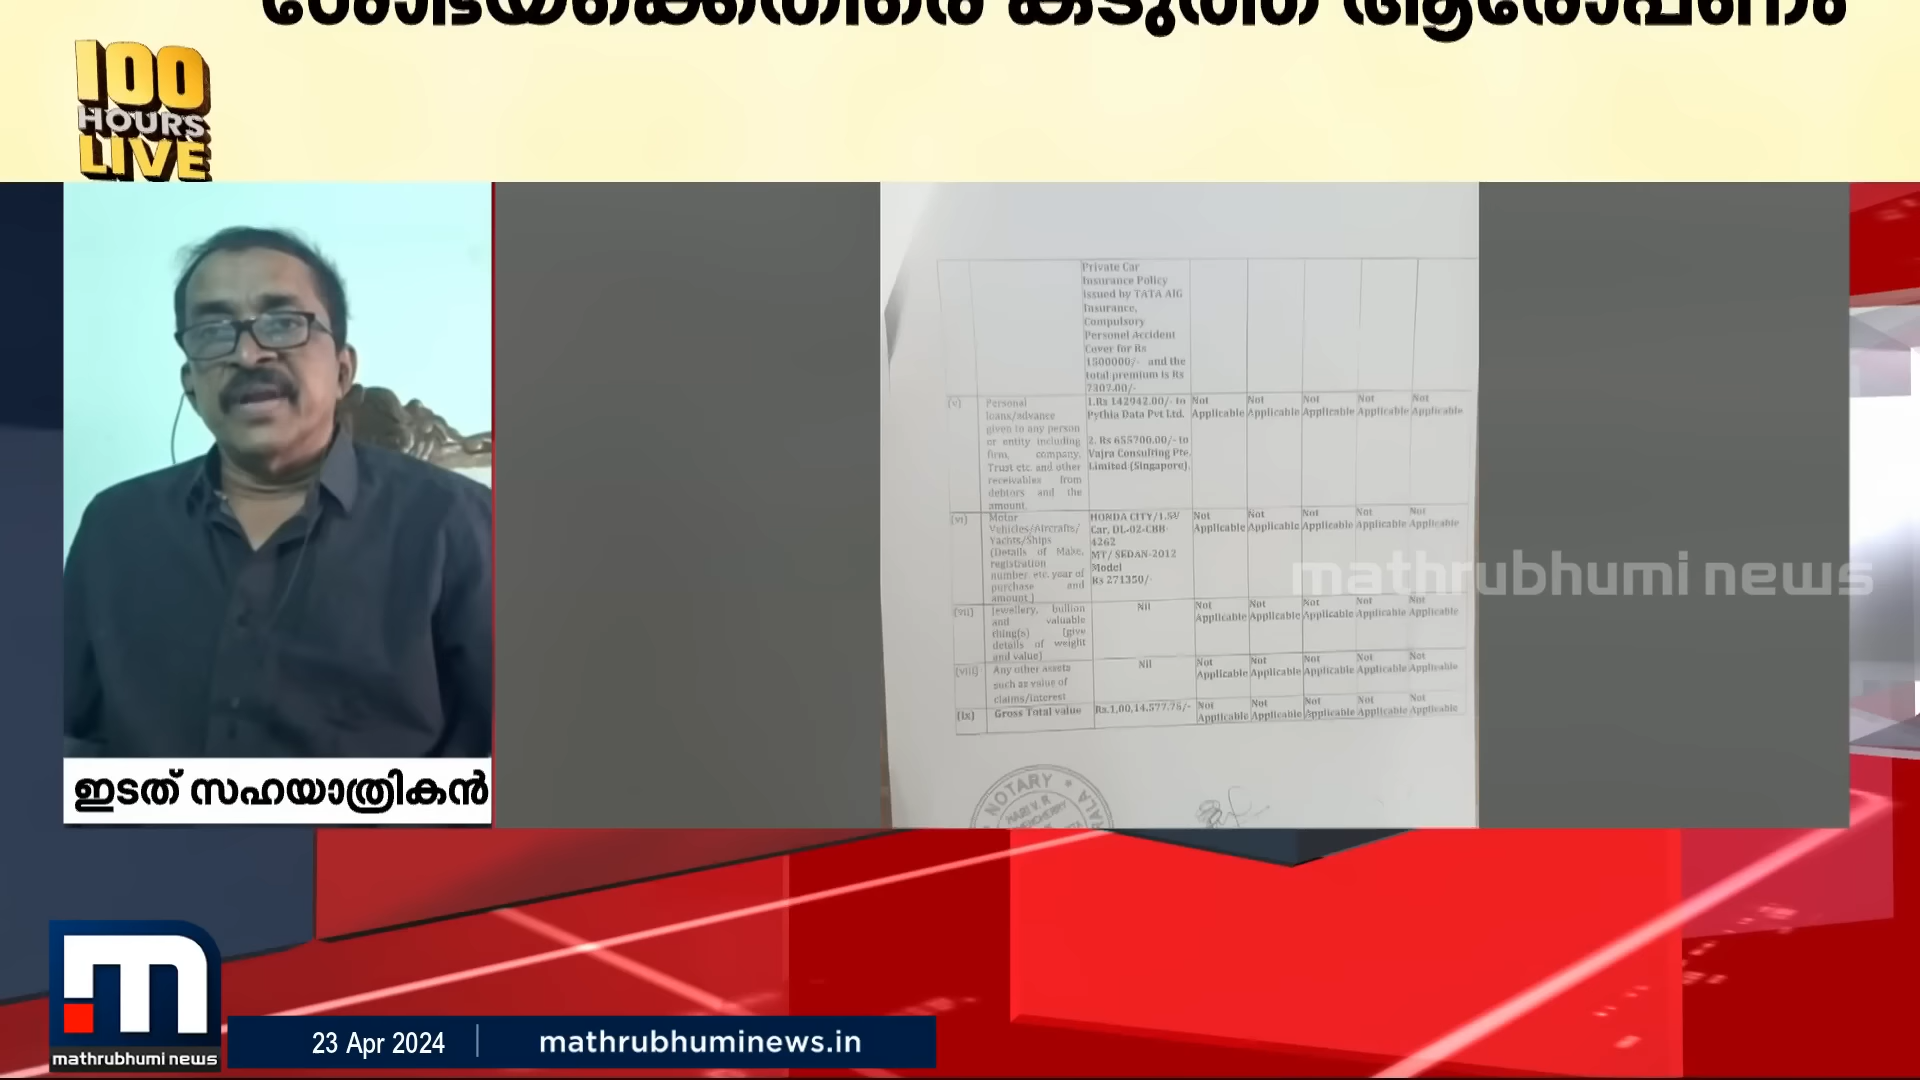 ശോഭയ്ക്കെതിരെ കടുത്ത ആരോപണം
100
HOURS
LIVE
Private Car
Insurance Policy
issued by TATA AIG
Insurance,
Compulsory
Personel Accident
Cover for Rs
1500000/- and the
total premium is Rs
7307.00/-
(v) Personal loans/advance given to any person or entity including firm, company, Trust etc. and other receivables from debtors and the amount.
1.Rs 142942.00/- to
Pythia Data Pvt Ltd.
2. Rs 655700.00/- to
Vajra Consulting Pte.
Limited (Singapore).
Not Applicable Not Applicable Not Applicable Not Applicable Not Applicable
(vi) Motor Vehicles/Aircrafts/ Yachts/Ships (Details of Make, registration number. etc. year of purchase and amount)
HONDA CITY/1.5V
Car, DL-02-CBB-
4262
MT/ SEDAN-2012
Model
Rs 271350/-
Not Applicable Not Applicable Not Applicable Not Applicable Not Applicable
(vii) Jewellery, bullion and valuable thing(s) (give details of weight and value)
Nil
Not Applicable Not Applicable Not Applicable Not Applicable Not Applicable
(viii) Any other assets such as value of claims/interest
Nil
Not Applicable Not Applicable Not Applicable Not Applicable Not Applicable
(ix) Gross Total value Rs.1,00,14,577.75/-
Not Applicable Not Applicable Not Applicable Not Applicable Not Applicable
NOTARY
HARI V. R.
mathrubhumi news
ഇടത് സഹയാത്രികൻ
mathrubhumi news
23 Apr 2024
mathrubhuminews.in